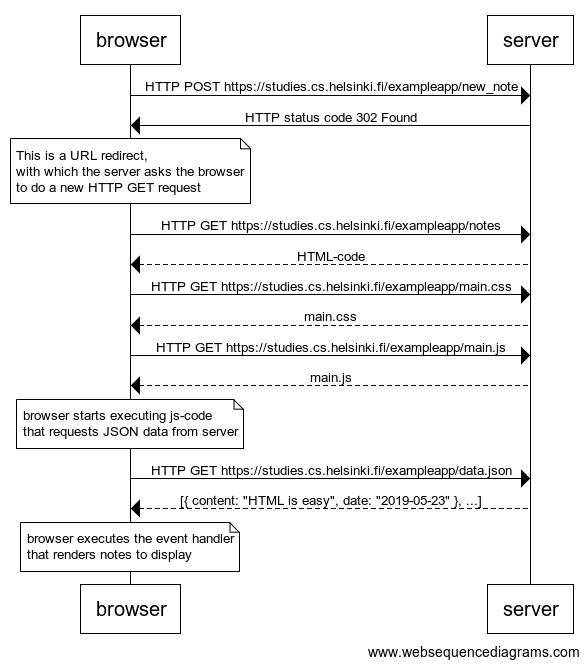 browser
server
HTTP POST https://studies.cs.helsinki.fi/exampleapp/new_note
HTTP status code 302 Found
This is a URL redirect,
with which the server asks the browser
to do a new HTTP GET request
HTTP GET https://studies.cs.helsinki.fi/exampleapp/notes
HTML-code
HTTP GET https://studies.cs.helsinki.fi/exampleapp/main.css
main.css
HTTP GET https://studies.cs.helsinki.fi/exampleapp/main.js
main.js
browser starts executing js-code
that requests JSON data from server
HTTP GET https://studies.cs.helsinki.fi/exampleapp/data.json
[{ content: "HTML is easy", date: "2019-05-23" }, ...]
browser executes the event handler
that renders notes to display
browser
server
www.websequencediagrams.com